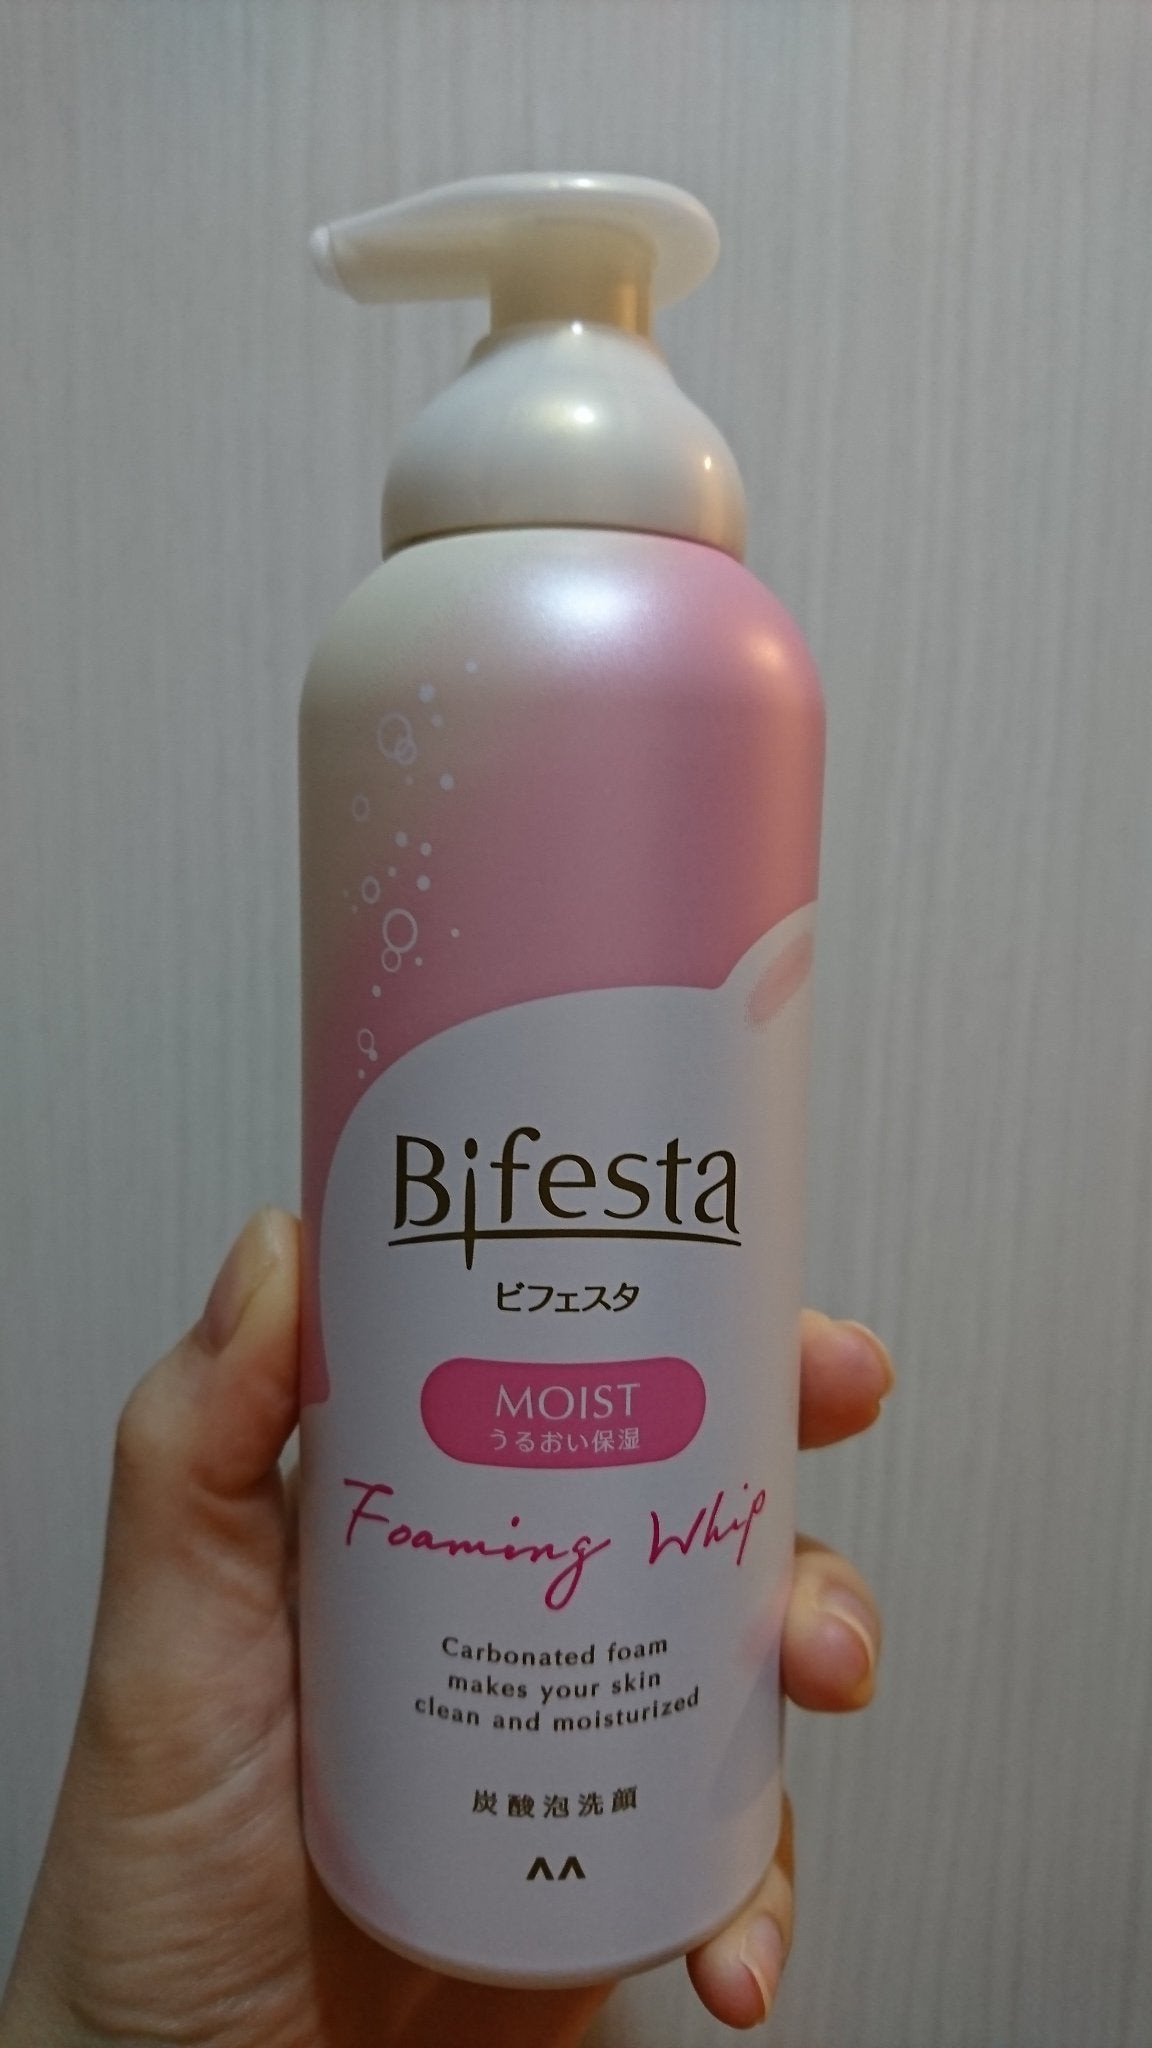 Bifesta
ビフェスタ
MOIST
うるおい保湿
Foaming Whip
Carbonated foam
makes your skin
clean and moisturized
炭酸泡洗顔